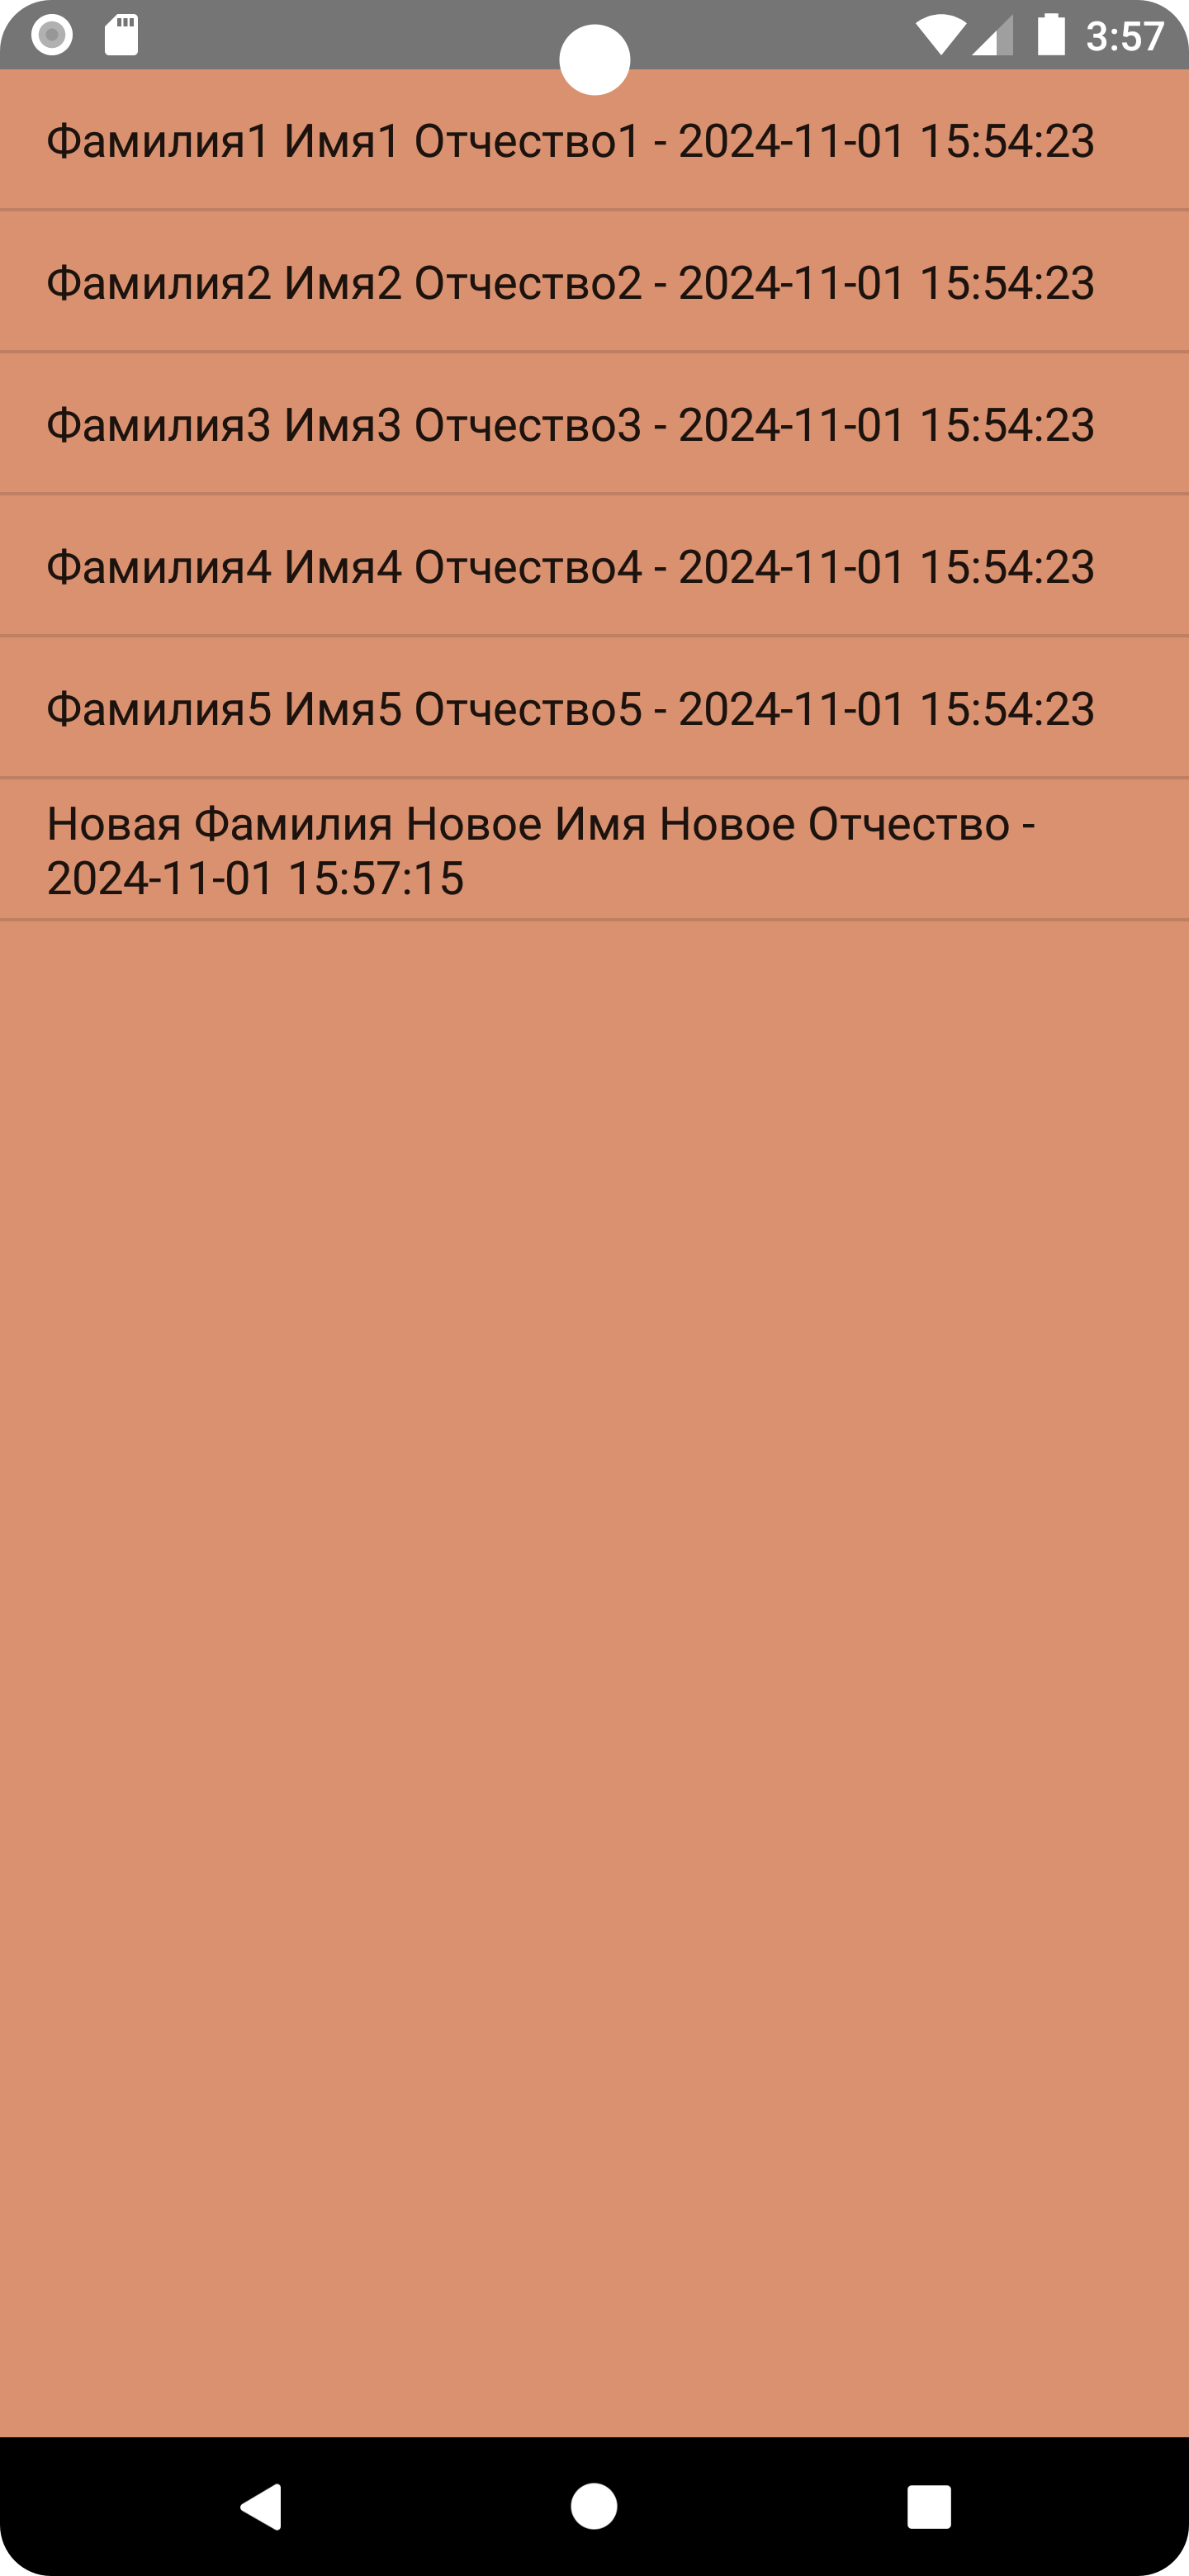 3:57
Фамилия1 Имя1 Отчество1 - 2024-11-01 15:54:23
Фамилия2 Имя2 Отчество2 - 2024-11-01 15:54:23
Фамилия3 Имя3 Отчество3 - 2024-11-01 15:54:23
Фамилия4 Имя4 Отчество4 - 2024-11-01 15:54:23
Фамилия5 Имя5 Отчество5 - 2024-11-01 15:54:23
Новая Фамилия Новое Имя Новое Отчество -
2024-11-01 15:57:15